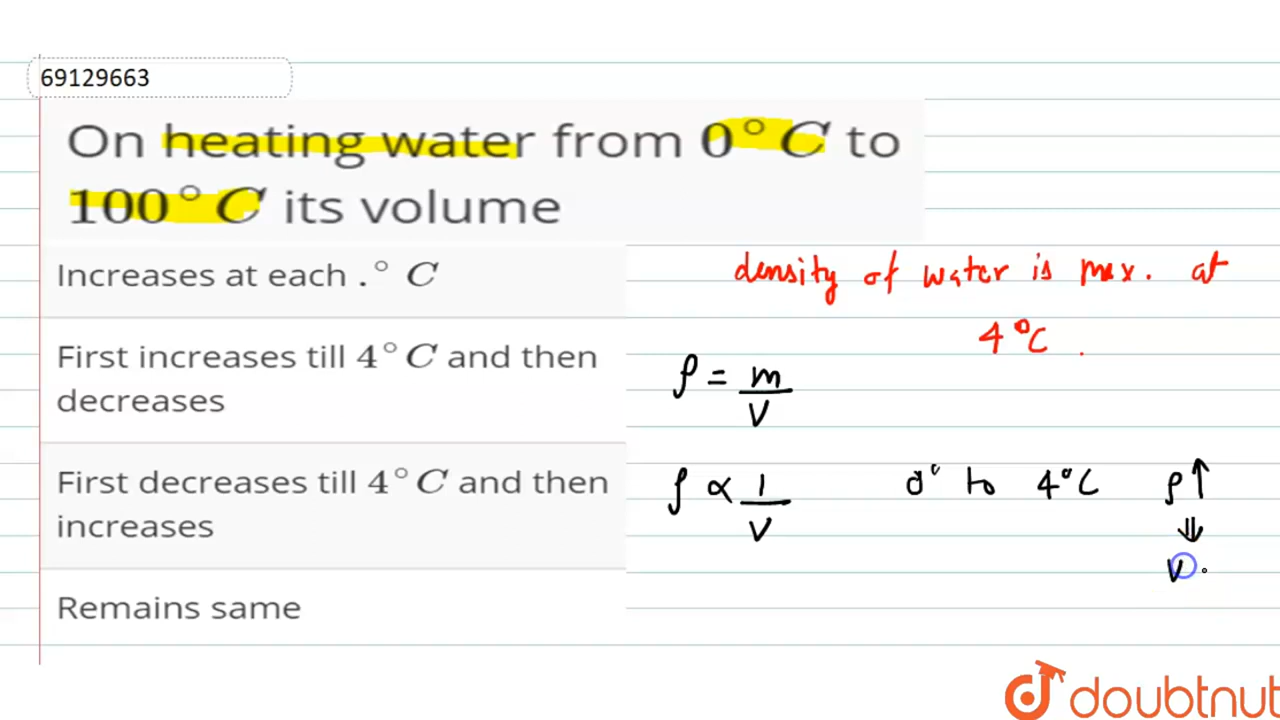 69129663
On heating water from 0°C to
100°C its volume
Increases at each .° C
First increases till 4°C and then
decreases
First decreases till 4°C and then
increases
Remains same
density of water is max. at
4°C.
ρ = m/V
ρ ∝ 1/V
0° to 4°C ρ↑
⇓
V
doubtnut